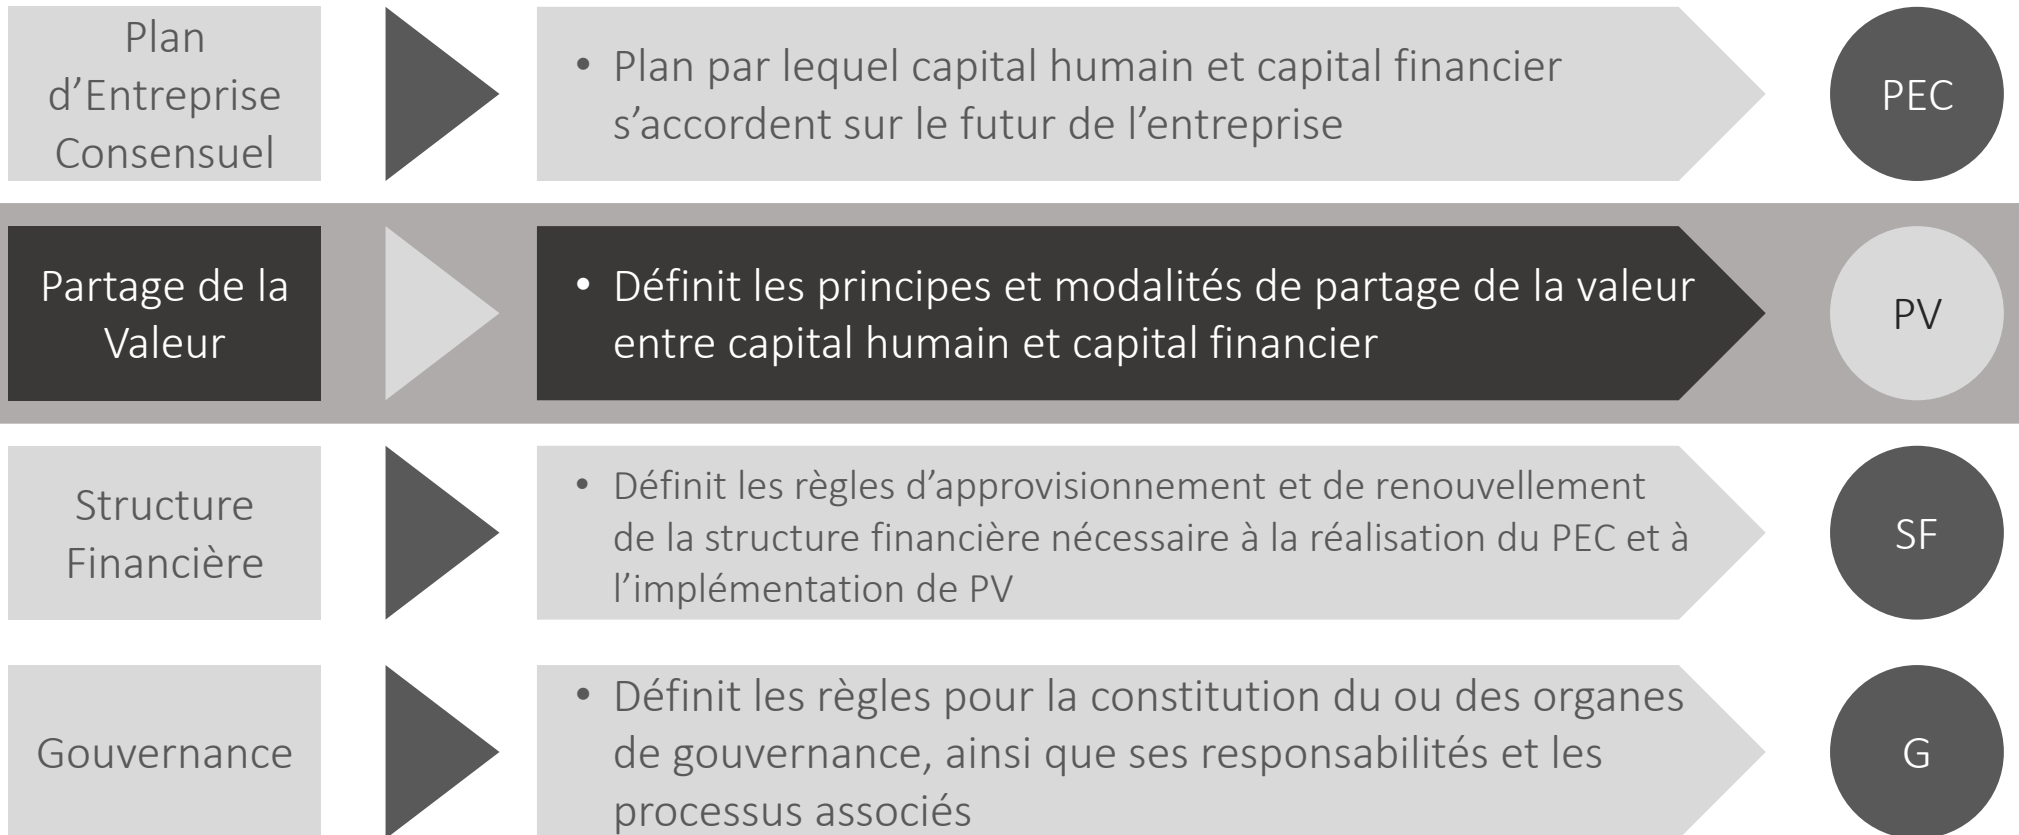 Plan
d’Entreprise
Consensuel
• Plan par lequel capital humain et capital financier
s’accordent sur le futur de l’entreprise
PEC
Partage de la
Valeur
• Définit les principes et modalités de partage de la valeur
entre capital humain et capital financier
PV
Structure
Financière
• Définit les règles d’approvisionnement et de renouvellement
de la structure financière nécessaire à la réalisation du PEC et à
l’implémentation de PV
SF
Gouvernance
• Définit les règles pour la constitution du ou des organes
de gouvernance, ainsi que ses responsabilités et les
processus associés
G